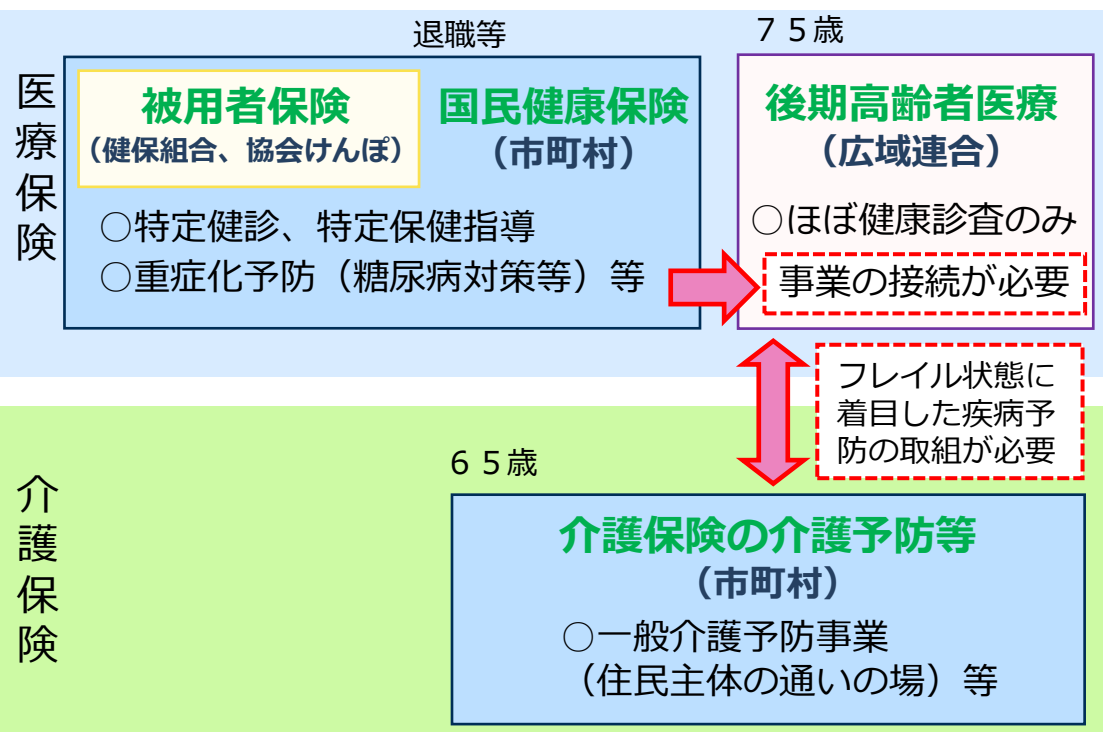 退職等
７５歳
医療保険
被用者保険
（健保組合、協会けんぽ）
国民健康保険
（市町村）
○特定健診、特定保健指導
○重症化予防（糖尿病対策等）等
後期高齢者医療
（広域連合）
○ほぼ健康診査のみ
事業の接続が必要
フレイル状態に
着目した疾病予
防の取組が必要
介護保険
６５歳
介護保険の介護予防等
（市町村）
○一般介護予防事業
（住民主体の通いの場）等